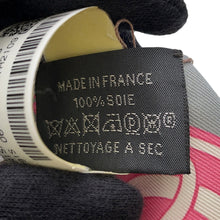 MADE IN FRANCE
100% SOIE
NETTOYAGE A SEC